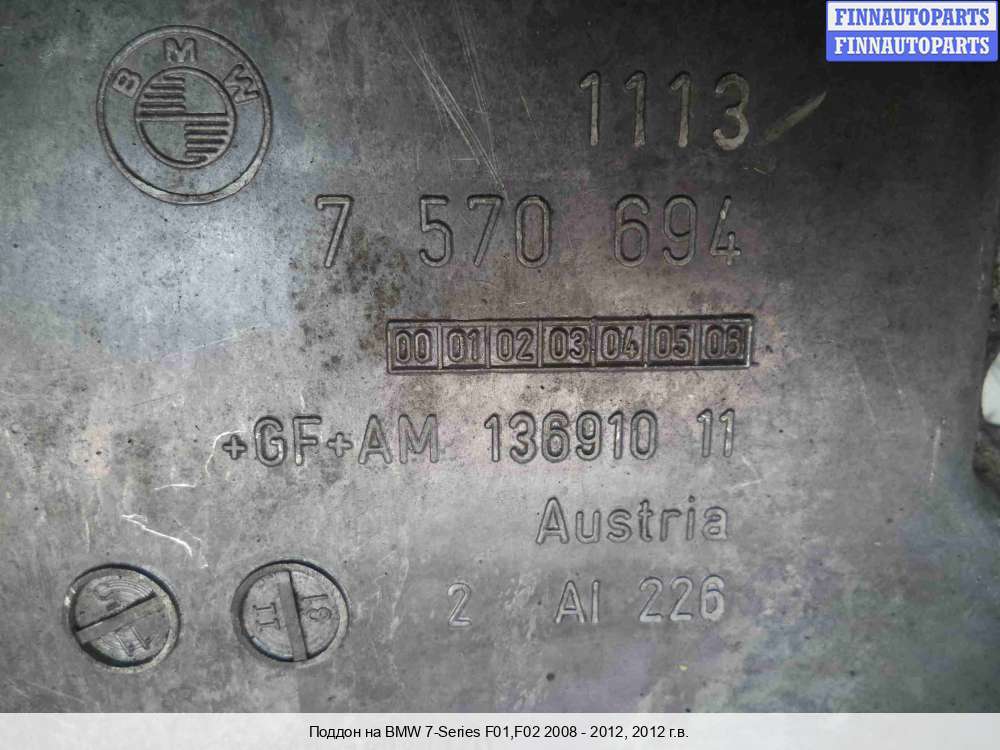 FINNAUTOPARTS
FINNAUTOPARTS
BMW
1113
7 570 694
00 01 02 03 04 05 06
+GF+AM 136910 11
Austria
2 Al 226
Поддон на BMW 7-Series F01,F02 2008 - 2012, 2012 г.в.